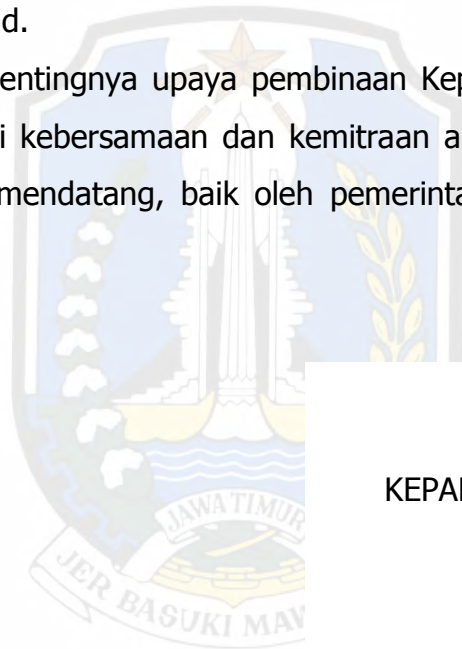 d.
entingnya upaya pembinaan Kep
i kebersamaan dan kemitraan a
mendatang, baik oleh pemerinta
KEPA
JAWA TIMUR
JER BASUKI MAW